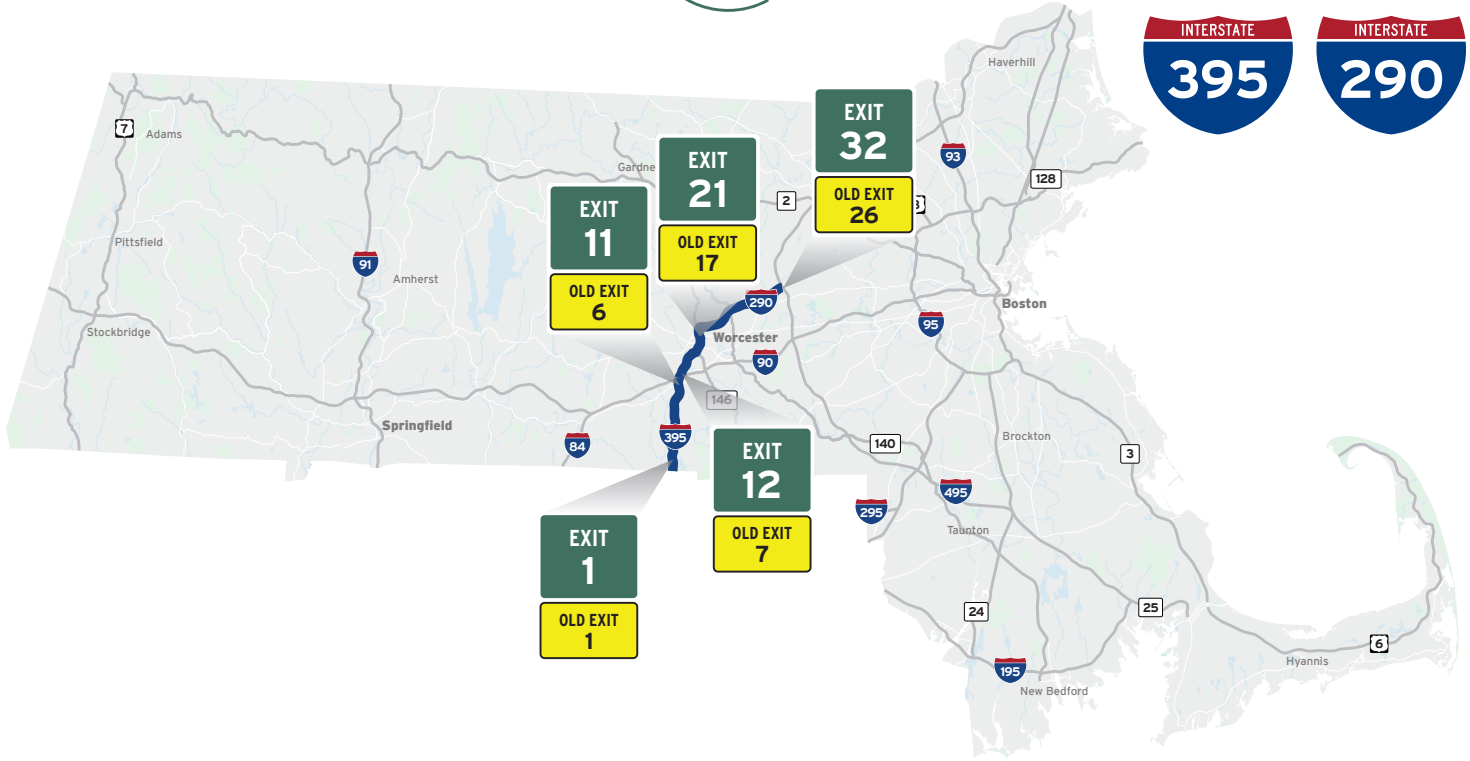 INTERSTATE
395
INTERSTATE
290
Haverhill
EXIT
32
OLD EXIT
26
7
Adams
EXIT
21
OLD EXIT
17
93
Gardne
128
2
EXIT
11
OLD EXIT
6
Pittsfield
91
Amherst
290
Boston
Stockbridge
95
Worcester
90
146
Springfield
84
395
140
Brockton
3
EXIT
12
OLD EXIT
7
495
295
EXIT
1
OLD EXIT
1
Taunton
24
25
6
195
Hyannis
New Bedford